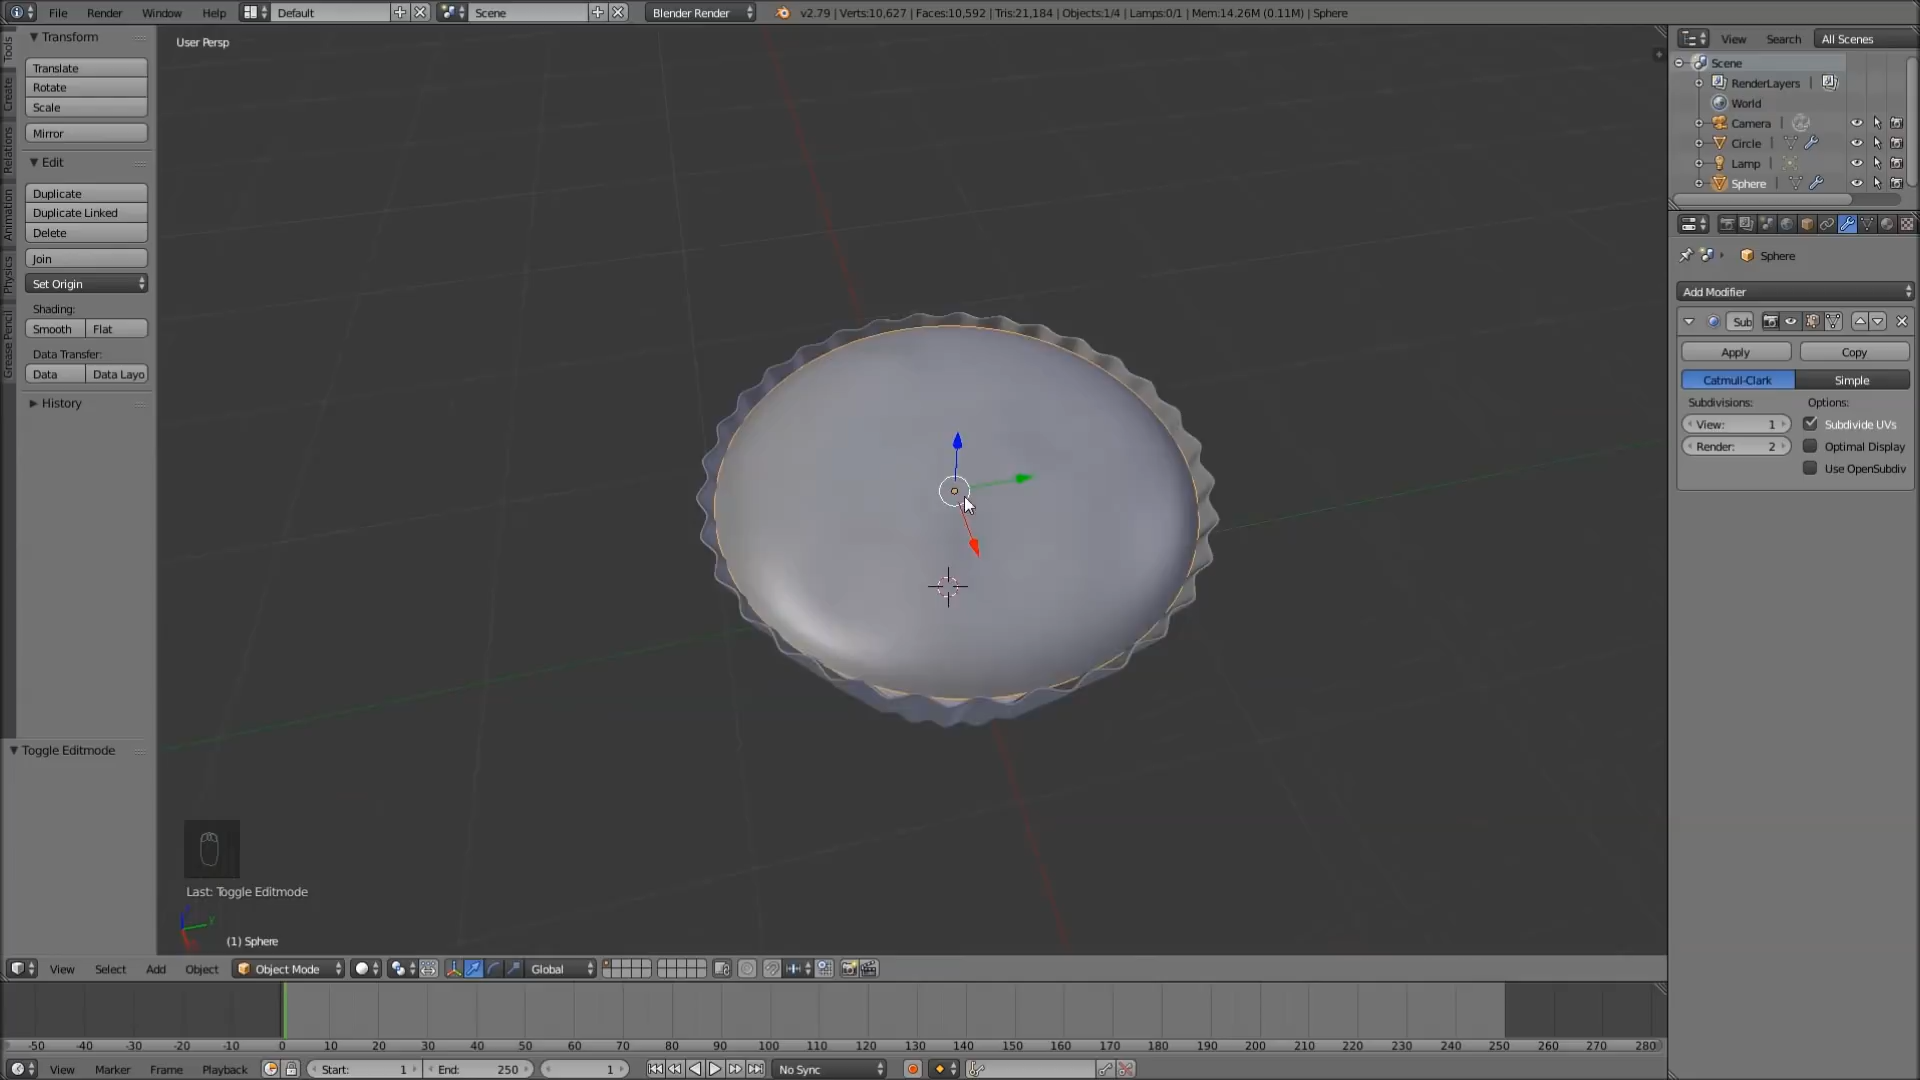 File Render Window Help Default Scene Blender Render v2.79 | Verts:10,627 | Faces:10,592 | Tris:21,184 | Objects:1/4 | Lamps:0/1 | Mem:14.26M (0.11M) | Sphere
Tools
Create
Relations
Animation
Physics
Grease Pencil
Transform
Translate
Rotate
Scale
Mirror
Edit
Duplicate
Duplicate Linked
Delete
Join
Set Origin
Shading:
Smooth Flat
Data Transfer:
Data Data Layo
History
Toggle Editmode
User Persp
Last: Toggle Editmode
(1) Sphere
View Search All Scenes
Scene
RenderLayers |
World
Camera |
Circle |
Lamp |
Sphere |
Sphere
Add Modifier
Sub
Apply Copy
Catmull-Clark Simple
Subdivisions: Options:
View: 1 Subdivide UVs
Render: 2 Optimal Display
Use OpenSubdiv
View Select Add Object Object Mode Global
-50 -40 -30 -20 -10 0 10 20 30 40 50 60 70 80 90 100 110 120 130 140 150 160 170 180 190 200 210 220 230 240 250 260 270 280
View Marker Frame Playback Start: 1 End: 250 1 No Sync